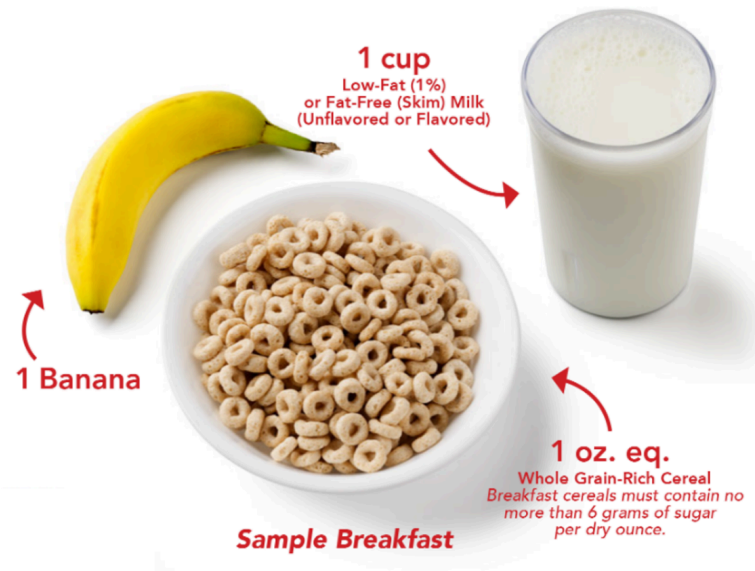 1 cup
Low-Fat (1%)
or Fat-Free (Skim) Milk
(Unflavored or Flavored)
1 Banana
1 oz. eq.
Whole Grain-Rich Cereal
Breakfast cereals must contain no
more than 6 grams of sugar
per dry ounce.
Sample Breakfast